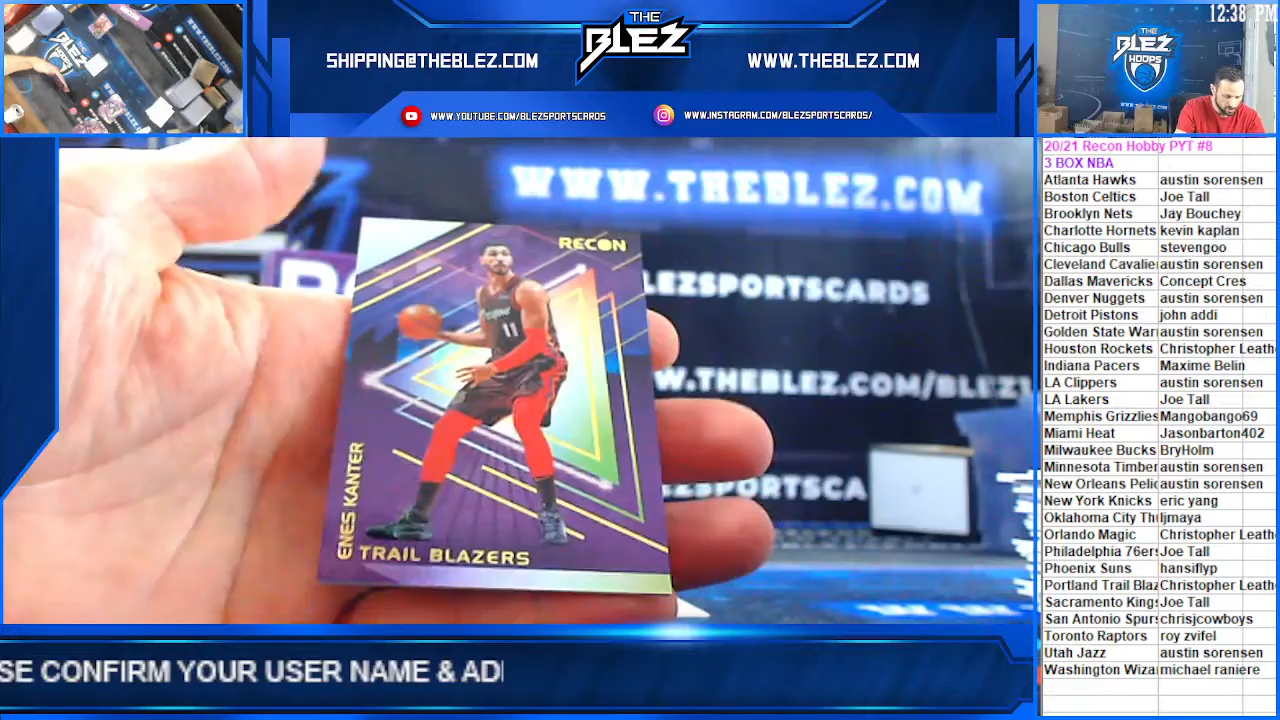 12:38 PM
THE
BLEZ
SHIPPING@THEBLEZ.COM
WWW.THEBLEZ.COM
WWW.YOUTUBE.COM/BLEZSPORTSCARDS
WWW.INSTAGRAM.COM/BLEZSPORTSCARDS/
THE
BLEZ
HOOPS
WWW.THEBLEZ.COM
LEZSPORTSCARDS
W.THEBLEZ.COM/BLEZ
EZSPORTSCA
RECON
11
ENES KANTER
TRAIL BLAZERS
SE CONFIRM YOUR USER NAME & AD
20/21 Recon Hobby PYT #8
3 BOX NBA
Atlanta Hawks austin sorensen
Boston Celtics Joe Tall
Brooklyn Nets Jay Bouchey
Charlotte Hornets kevin kaplan
Chicago Bulls stevengoo
Cleveland Cavalie austin sorensen
Dallas Mavericks Concept Cres
Denver Nuggets austin sorensen
Detroit Pistons john addi
Golden State War austin sorensen
Houston Rockets Christopher Leath
Indiana Pacers Maxime Belin
LA Clippers austin sorensen
LA Lakers Joe Tall
Memphis Grizzlies Mangobango69
Miami Heat Jasonbarton402
Milwaukee Bucks BryHolm
Minnesota Timber austin sorensen
New Orleans Peli austin sorensen
New York Knicks eric yang
Oklahoma City Th ljmaya
Orlando Magic Christopher Leath
Philadelphia 76ers Joe Tall
Phoenix Suns hansiflyp
Portland Trail Blaz Christopher Leath
Sacramento Kings Joe Tall
San Antonio Spurs chrisjcowboys
Toronto Raptors roy zvifel
Utah Jazz austin sorensen
Washington Wiza michael raniere